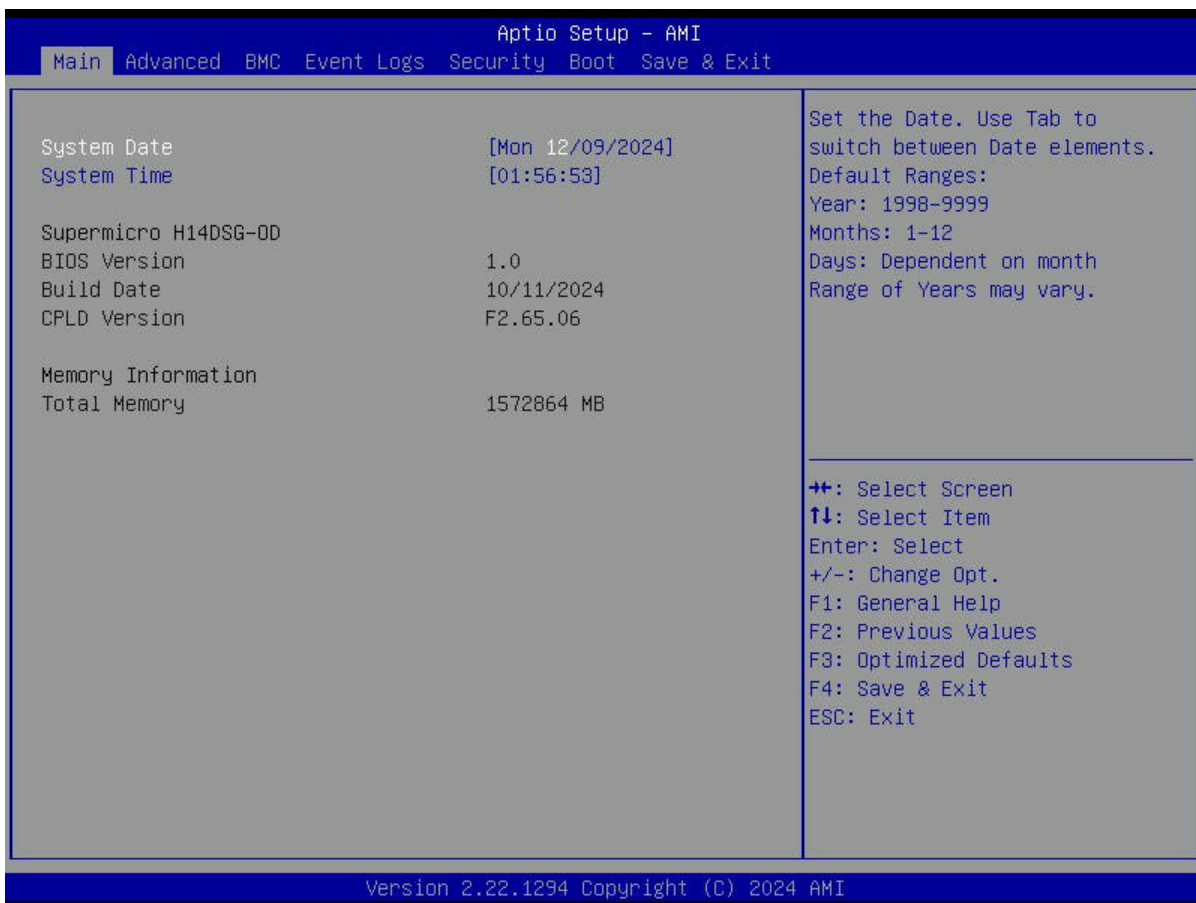 Aptio Setup – AMI
Main Advanced BMC Event Logs Security Boot Save & Exit
System Date [Mon 12/09/2024]
System Time [01:56:53]
Supermicro H14DSG-OD
BIOS Version 1.0
Build Date 10/11/2024
CPLD Version F2.65.06
Memory Information
Total Memory 1572864 MB
Set the Date. Use Tab to
switch between Date elements.
Default Ranges:
Year: 1998-9999
Months: 1-12
Days: Dependent on month
Range of Years may vary.
→←: Select Screen
↑↓: Select Item
Enter: Select
+/-: Change Opt.
F1: General Help
F2: Previous Values
F3: Optimized Defaults
F4: Save & Exit
ESC: Exit
Version 2.22.1294 Copyright (C) 2024 AMI